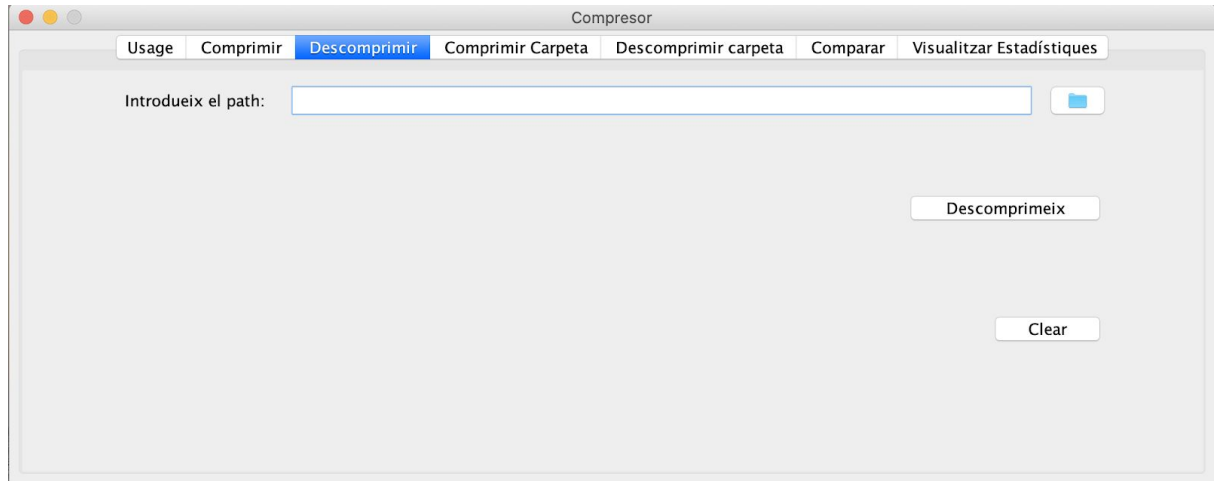 Compresor
Usage Comprimir Descomprimir Comprimir Carpeta Descomprimir carpeta Comparar Visualitzar Estadístiques
Introdueix el path:
Descomprimeix
Clear